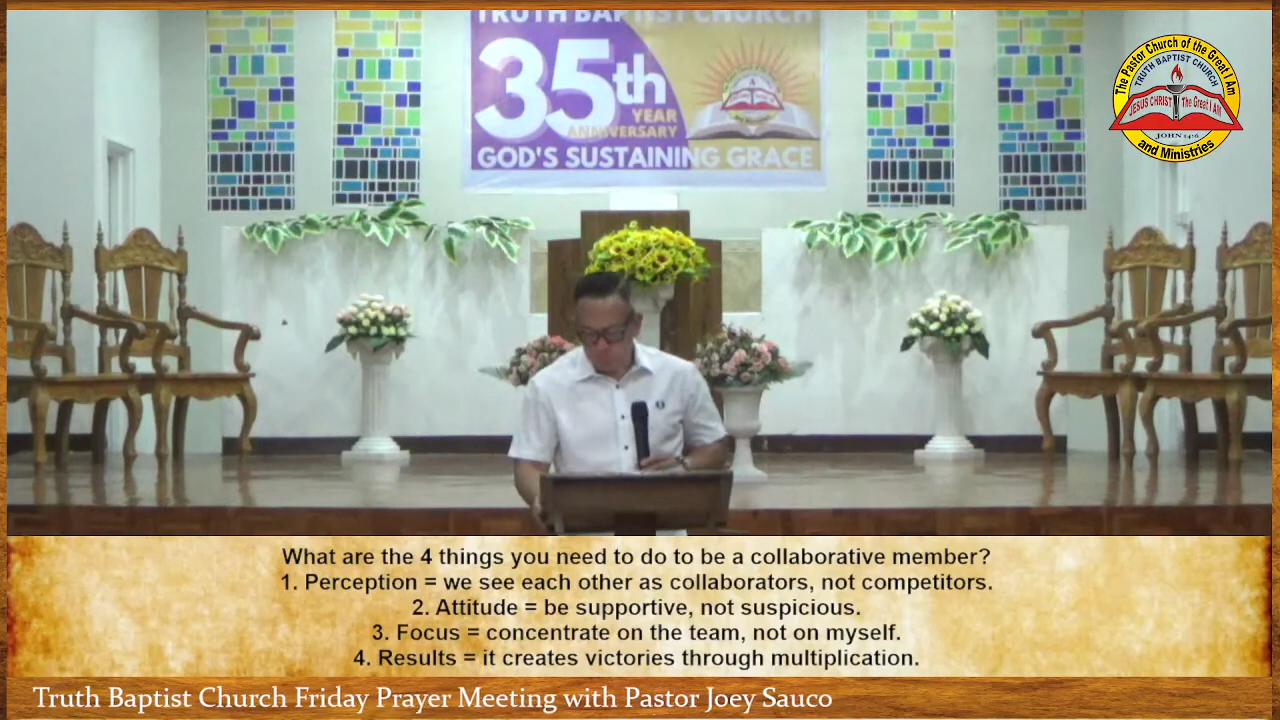 TRUTH BAPTIST CHURCH
35th
YEAR
ANNIVERSARY
GOD'S SUSTAINING GRACE
The Pastor Church of the Great I Am
TRUTH BAPTIST CHURCH
JESUS CHRIST The Great I AM
JOHN 14:6
and Ministries
What are the 4 things you need to do to be a collaborative member?
1. Perception = we see each other as collaborators, not competitors.
2. Attitude = be supportive, not suspicious.
3. Focus = concentrate on the team, not on myself.
4. Results = it creates victories through multiplication.
Truth Baptist Church Friday Prayer Meeting with Pastor Joey Sauco